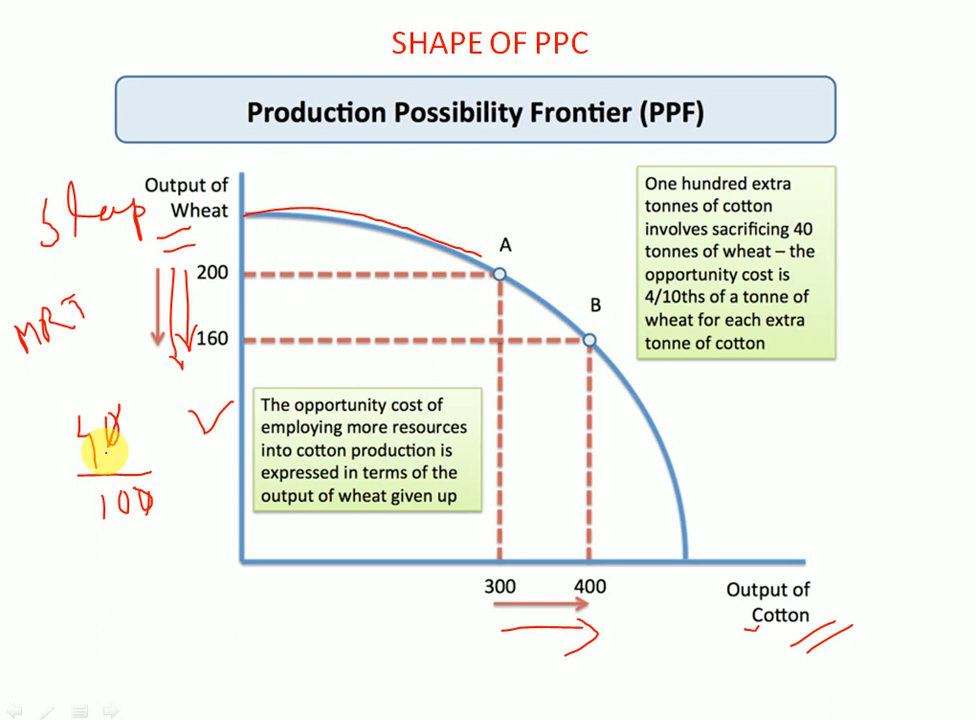 SHAPE OF PPC
Production Possibility Frontier (PPF)
Output of
Wheat
One hundred extra
tonnes of cotton
involves sacrificing 40
tonnes of wheat – the
opportunity cost is
4/10ths of a tonne of
wheat for each extra
tonne of cotton
A
200
B
MRT
160
40
100
The opportunity cost of
employing more resources
into cotton production is
expressed in terms of the
output of wheat given up
300
400
Output of
Cotton